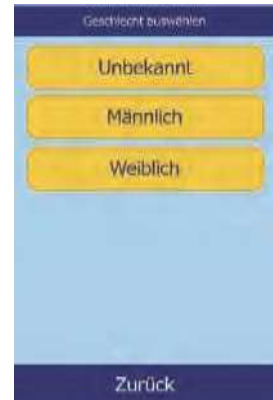 Geschlecht auswählen
Unbekannt
Männlich
Weiblich
Zurück